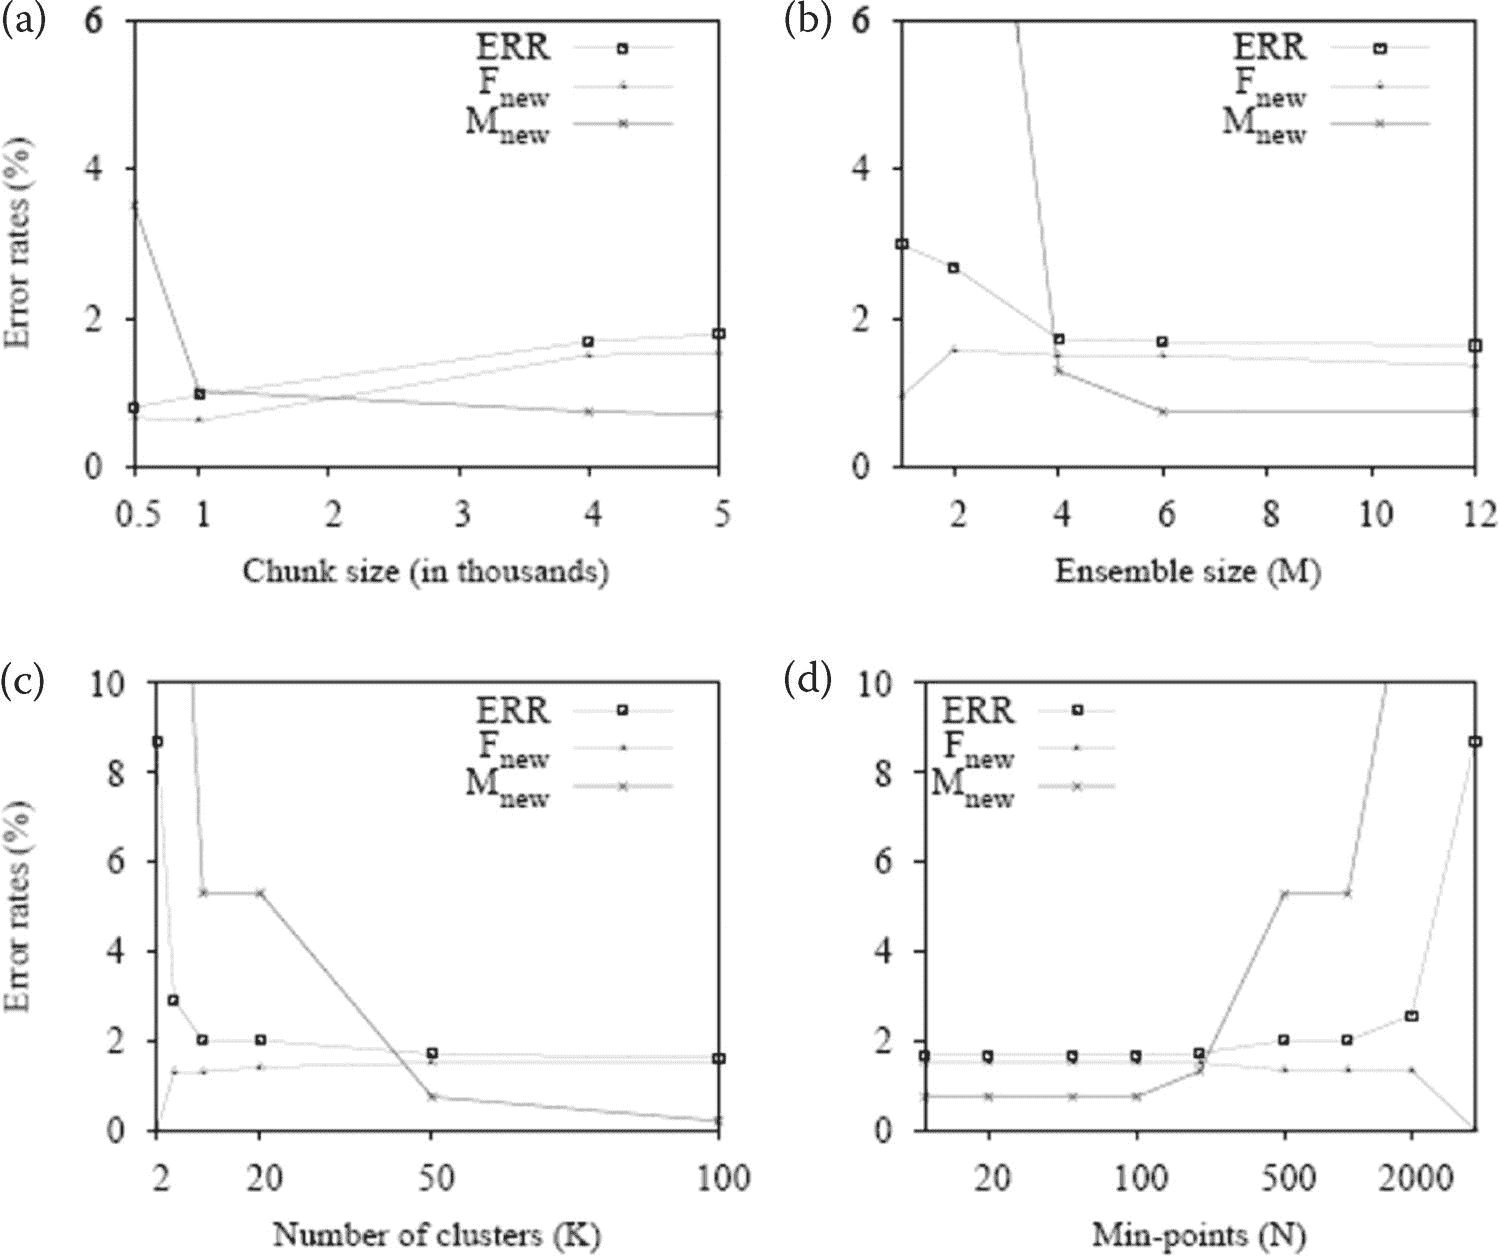 (a)
6
4
2
0
Error rates (%)
ERR
Fnew
Mnew
0.5 1 2 3 4 5
Chunk size (in thousands)
(b)
6
4
2
0
ERR
Fnew
Mnew
2 4 6 8 10 12
Ensemble size (M)
(c)
10
8
6
4
2
0
Error rates (%)
ERR
Fnew
Mnew
2 20 50 100
Number of clusters (K)
(d)
10
8
6
4
2
0
ERR
Fnew
Mnew
20 100 500 2000
Min-points (N)